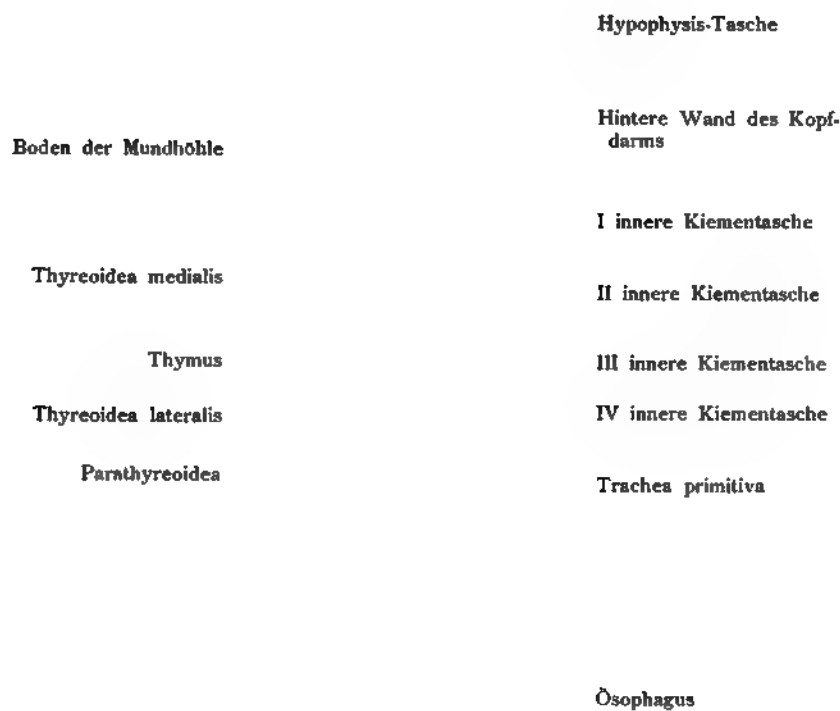 Hypophysis-Tasche
Hintere Wand des Kopf-
darms
Boden der Mundhöhle
I innere Kiementasche
Thyreoidea medialis
II innere Kiementasche
Thymus
III innere Kiementasche
Thyreoidea lateralis
IV innere Kiementasche
Parathyreoidea
Trachea primitiva
Ösophagus